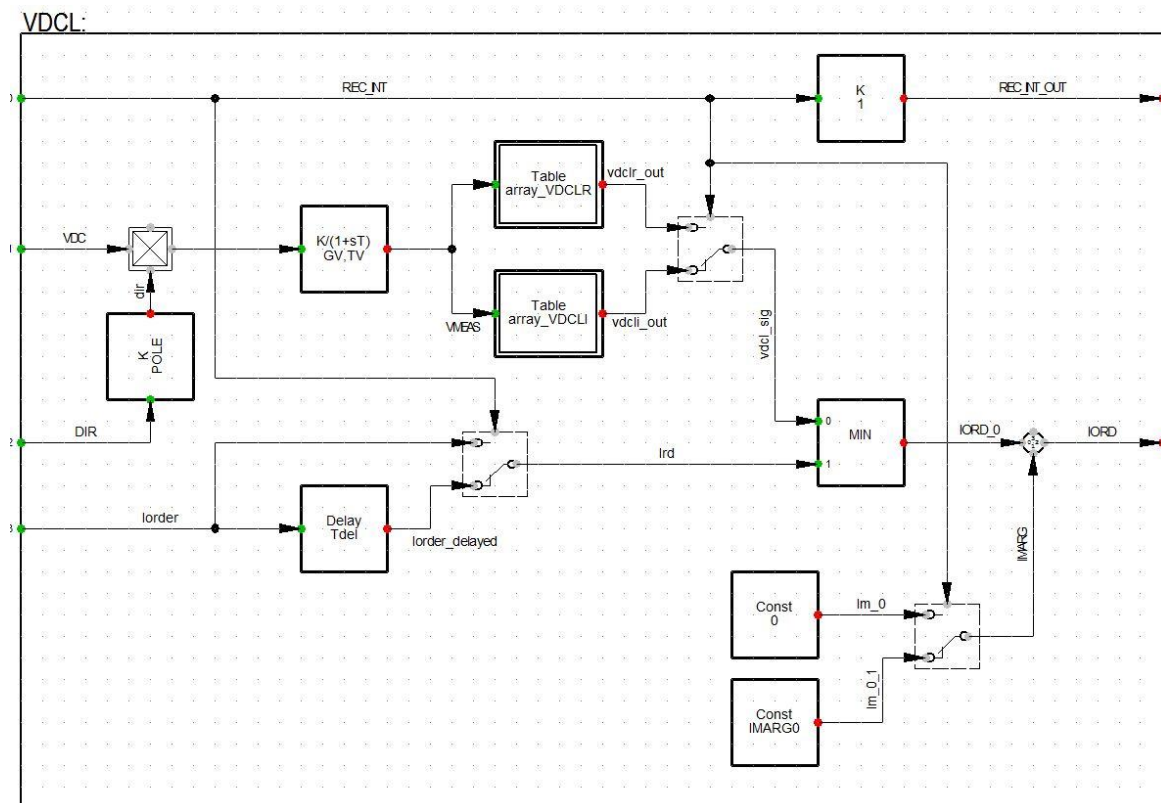 VDCL:
REC_INT
K
1
REC_INT_OUT
Table
array_VDCLR
vdclr_out
VDC
K/(1+sT)
GV,TV
dir
Table
array_VDCLI
VMEAS
vdcli_out
K
POLE
vdcl_sig
DIR
0
MIN
1
IORD_0
IORD
Ird
Iorder
Delay
Tdel
Iorder_delayed
IMARG
Const
0
Im_0
Im_0_1
Const
IMARG0